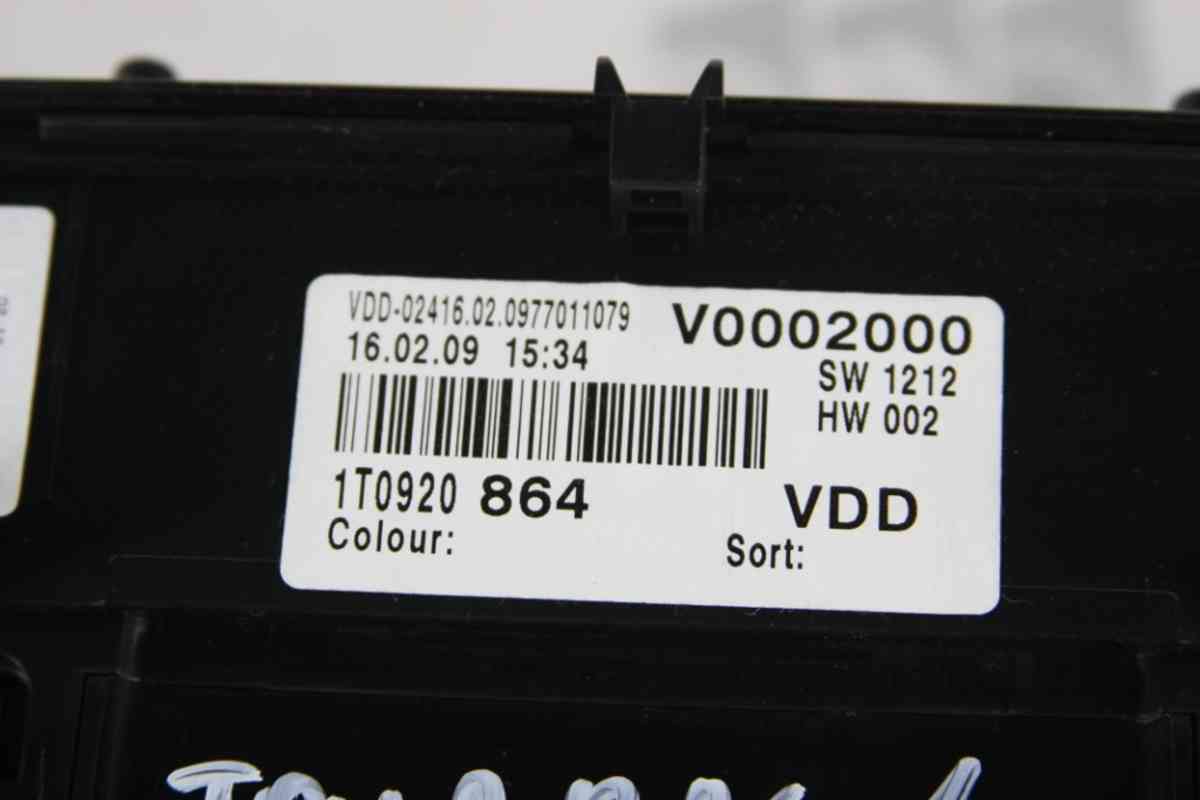 VDD-02416.02.0977011079
V0002000
16.02.09 15:34
SW 1212
HW 002
1T0920 864
VDD
Colour:
Sort: